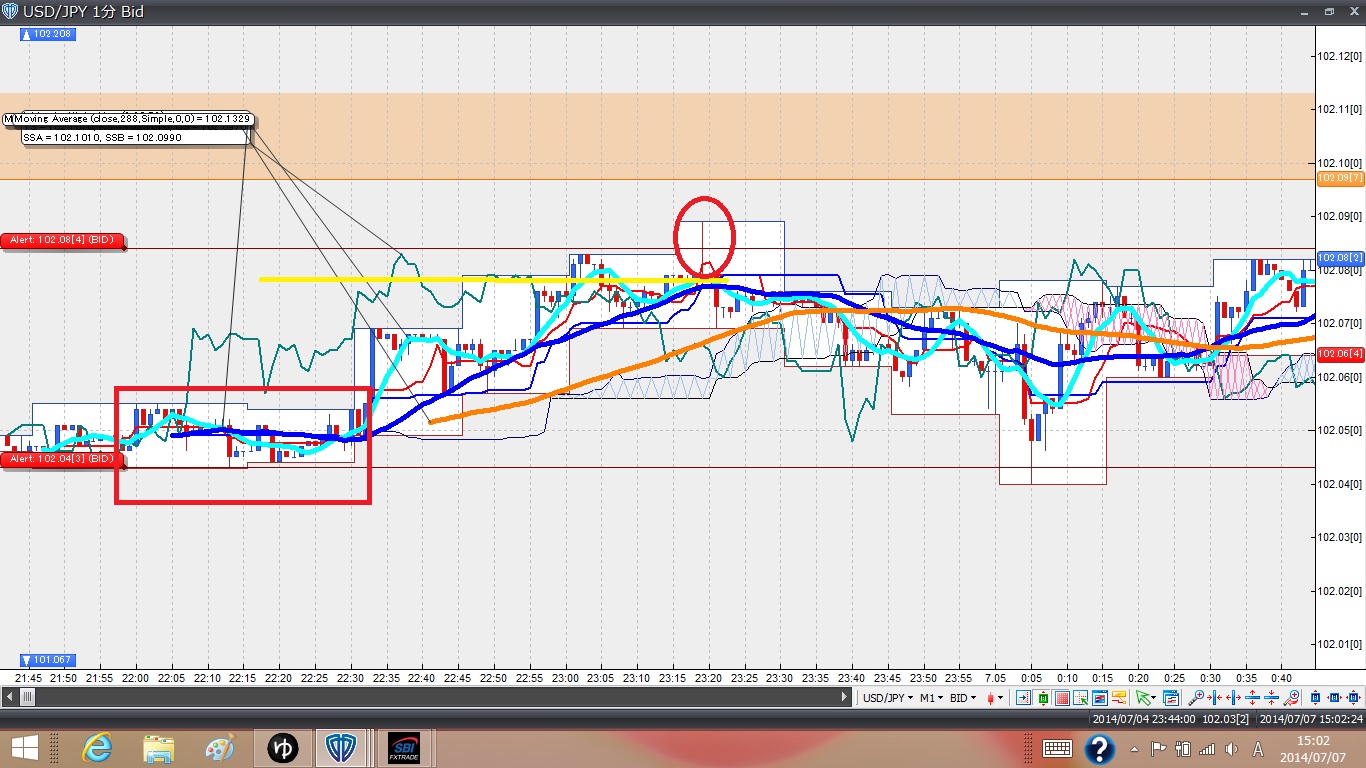 USD/JPY 1分 Bid
102.208
102.12[0]
102.11[0]
Moving Average (close,288,Simple,0,0) = 102.1329
SSA = 102.1010, SSB = 102.0990
102.10[0]
102.09[7]
102.09[0]
Alert: 102.08[4] (BID)
102.08[2]
102.08[0]
102.07[0]
102.06[4]
102.06[0]
102.05[0]
Alert: 102.04[3] (BID)
102.04[0]
102.03[0]
102.02[0]
102.01[0]
101.067
21:45 21:50 21:55 22:00 22:05 22:10 22:15 22:20 22:25 22:30 22:35 22:40 22:45 22:50 22:55 23:00 23:05 23:10 23:15 23:20 23:25 23:30 23:35 23:40 23:45 23:50 23:55 7.05 0:05 0:10 0:15 0:20 0:25 0:30 0:35 0:40
USD/JPY M1 BID
2014/07/04 23:44:00 102.03[2] 2014/07/07 15:02:24
ゆ
SBI
FXTRADE
A
15:02
2014/07/07